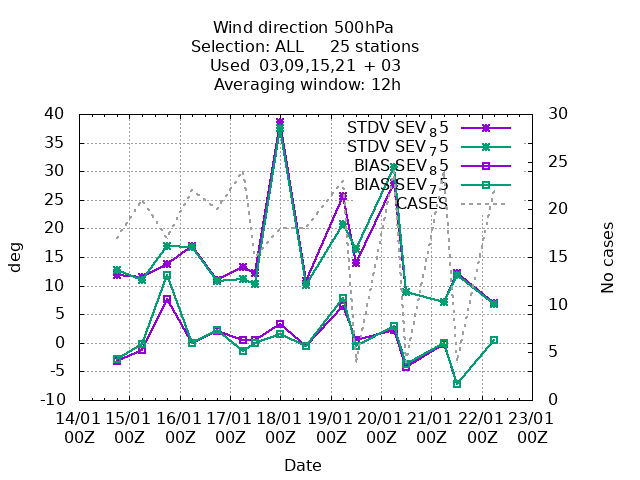 Wind direction 500hPa
Selection: ALL 25 stations
Used 03,09,15,21 + 03
Averaging window: 12h
40
35
30
25
20
15
10
5
0
-5
-10
30
25
20
15
10
5
0
STDV SEV_8 5
STDV SEV_7 5
BIAS SEV_8 5
BIAS SEV_7 5
CASES
deg
No cases
14/01 15/01 16/01 17/01 18/01 19/01 20/01 21/01 22/01 23/01
00Z 00Z 00Z 00Z 00Z 00Z 00Z 00Z 00Z 00Z
Date